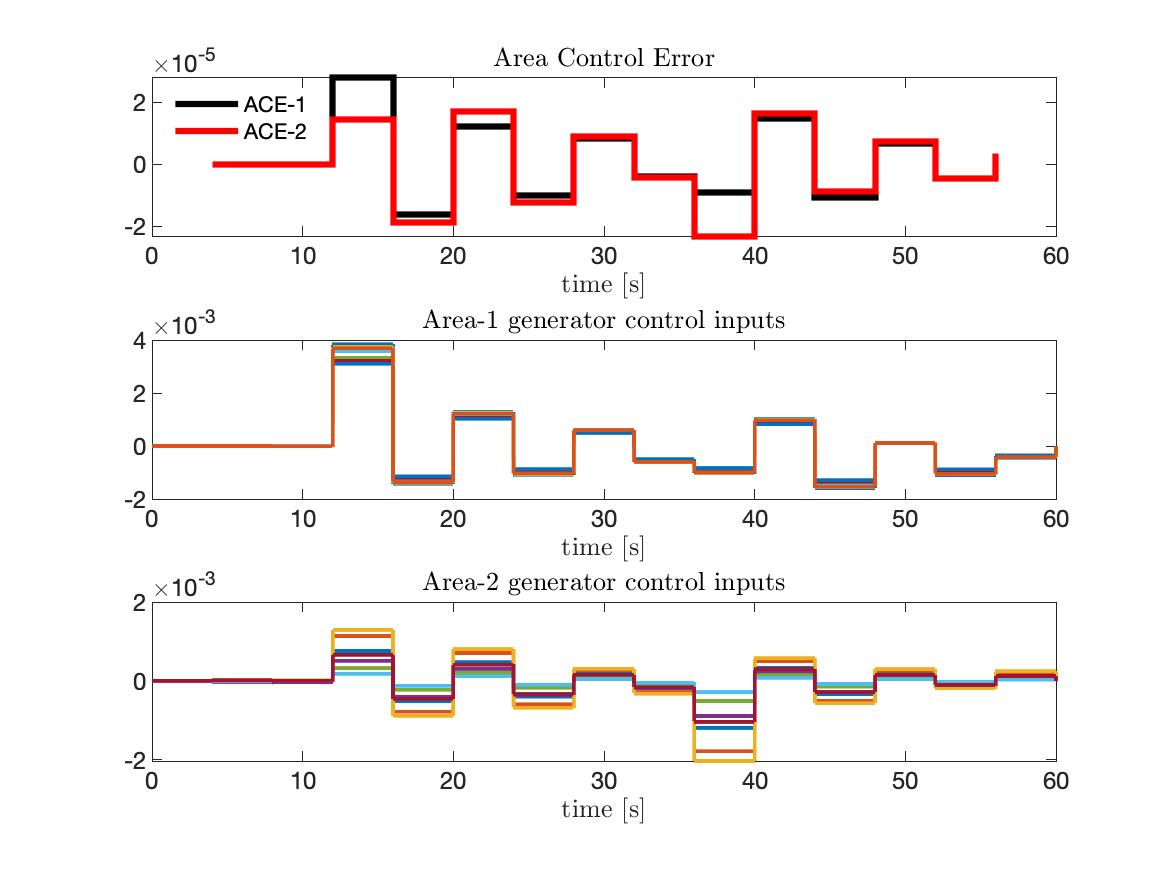 ×10-5
Area Control Error
2
0
-2
ACE-1
ACE-2
0 10 20 30 40 50 60
time [s]
×10-3
Area-1 generator control inputs
4
2
0
-2
0 10 20 30 40 50 60
time [s]
×10-3
Area-2 generator control inputs
2
0
-2
0 10 20 30 40 50 60
time [s]